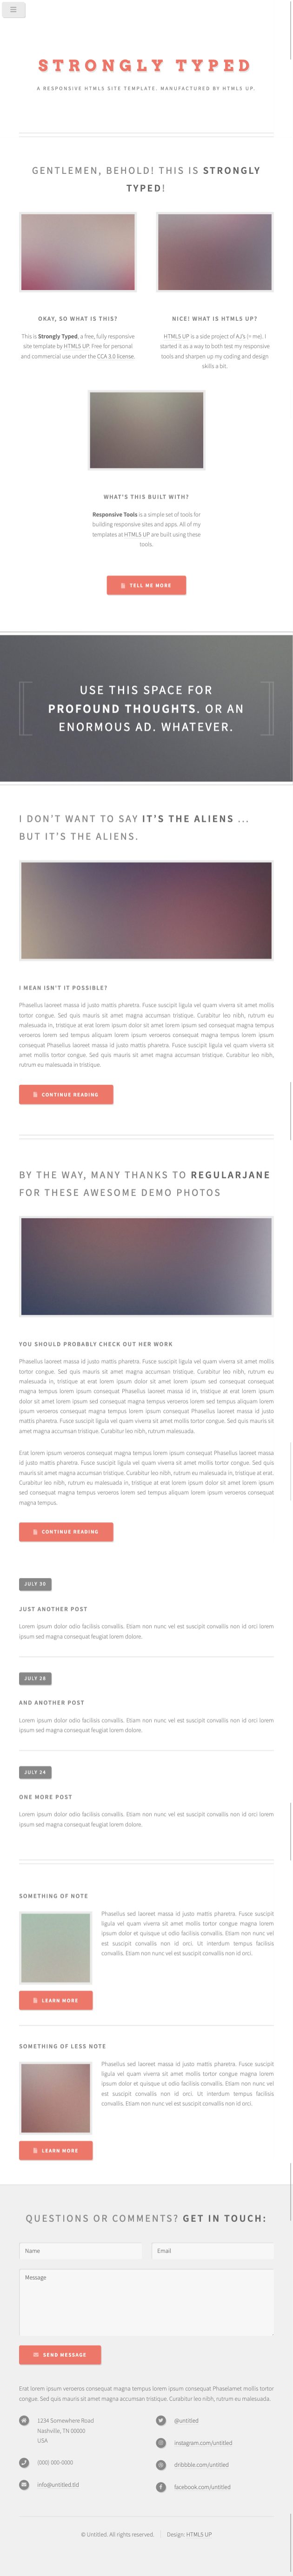 STRONGLY TYPED
A RESPONSIVE HTML5 SITE TEMPLATE. MANUFACTURED BY HTML5 UP.
GENTLEMEN, BEHOLD! THIS IS STRONGLY
TYPED!
OKAY, SO WHAT IS THIS?
This is Strongly Typed, a free, fully responsive
site template by HTML5 UP. Free for personal
and commercial use under the CCA 3.0 license.
NICE! WHAT IS HTML5 UP?
HTML5 UP is a side project of AJ's (= me). I
started it as a way to both test my responsive
tools and sharpen up my coding and design
skills a bit.
WHAT'S THIS BUILT WITH?
Responsive Tools is a simple set of tools for
building responsive sites and apps. All of my
templates at HTML5 UP are built using these
tools.
TELL ME MORE
USE THIS SPACE FOR
PROFOUND THOUGHTS. OR AN
ENORMOUS AD. WHATEVER.
I DON'T WANT TO SAY IT'S THE ALIENS ...
BUT IT'S THE ALIENS.
I MEAN ISN'T IT POSSIBLE?
Phasellus laoreet massa id justo mattis pharetra. Fusce suscipit ligula vel quam viverra sit amet mollis
tortor congue. Sed quis mauris sit amet magna accumsan tristique. Curabitur leo nibh, rutrum eu
malesuada in, tristique at erat lorem ipsum dolor sit amet lorem ipsum sed consequat magna tempus
veroeros lorem sed tempus aliquam lorem ipsum veroeros consequat magna tempus lorem ipsum
consequat Phasellus laoreet massa id justo mattis pharetra. Fusce suscipit ligula vel quam viverra sit
amet mollis tortor congue. Sed quis mauris sit amet magna accumsan tristique. Curabitur leo nibh,
rutrum eu malesuada in tristique.
CONTINUE READING
BY THE WAY, MANY THANKS TO REGULARJANE
FOR THESE AWESOME DEMO PHOTOS
YOU SHOULD PROBABLY CHECK OUT HER WORK
Phasellus laoreet massa id justo mattis pharetra. Fusce suscipit ligula vel quam viverra sit amet mollis
tortor congue. Sed quis mauris sit amet magna accumsan tristique. Curabitur leo nibh, rutrum eu
malesuada in, tristique at erat lorem ipsum dolor sit amet lorem ipsum sed consequat consequat
magna tempus lorem ipsum consequat Phasellus laoreet massa id in, tristique at erat lorem ipsum
dolor sit amet lorem ipsum sed consequat magna tempus veroeros lorem sed tempus aliquam lorem
ipsum veroeros consequat magna tempus lorem ipsum consequat Phasellus laoreet massa id justo
mattis pharetra. Fusce suscipit ligula vel quam viverra sit amet mollis tortor congue. Sed quis mauris sit
amet magna accumsan tristique. Curabitur leo nibh, rutrum malesuada.
Erat lorem ipsum veroeros consequat magna tempus lorem ipsum consequat Phasellus laoreet massa
id justo mattis pharetra. Fusce suscipit ligula vel quam viverra sit amet mollis tortor congue. Sed quis
mauris sit amet magna accumsan tristique. Curabitur leo nibh, rutrum eu malesuada in, tristique at erat.
Curabitur leo nibh, rutrum eu malesuada in, tristique at erat lorem ipsum dolor sit amet lorem ipsum
sed consequat magna tempus veroeros lorem sed tempus aliquam lorem ipsum veroeros consequat
magna tempus.
CONTINUE READING
JULY 30
JUST ANOTHER POST
Lorem ipsum dolor odio facilisis convallis. Etiam non nunc vel est suscipit convallis non id orci lorem
ipsum sed magna consequat feugiat lorem dolore.
JULY 28
AND ANOTHER POST
Lorem ipsum dolor odio facilisis convallis. Etiam non nunc vel est suscipit convallis non id orci lorem
ipsum sed magna consequat feugiat lorem dolore.
JULY 24
ONE MORE POST
Lorem ipsum dolor odio facilisis convallis. Etiam non nunc vel est suscipit convallis non id orci lorem
ipsum sed magna consequat feugiat lorem dolore.
SOMETHING OF NOTE
Phasellus sed laoreet massa id justo mattis pharetra. Fusce suscipit
ligula vel quam viverra sit amet mollis tortor congue magna lorem
ipsum dolor et quisque ut odio facilisis convallis. Etiam non nunc vel
est suscipit convallis non id orci. Ut interdum tempus facilisis
convallis. Etiam non nunc vel est suscipit convallis non id orci.
LEARN MORE
SOMETHING OF LESS NOTE
Phasellus sed laoreet massa id justo mattis pharetra. Fusce suscipit
ligula vel quam viverra sit amet mollis tortor congue magna lorem
ipsum dolor et quisque ut odio facilisis convallis. Etiam non nunc vel
est suscipit convallis non id orci. Ut interdum tempus facilisis
convallis. Etiam non nunc vel est suscipit convallis non id orci.
LEARN MORE
QUESTIONS OR COMMENTS? GET IN TOUCH:
Name
Email
Message
SEND MESSAGE
Erat lorem ipsum veroeros consequat magna tempus lorem ipsum consequat Phaselamet mollis tortor
congue. Sed quis mauris sit amet magna accumsan tristique. Curabitur leo nibh, rutrum eu malesuada.
1234 Somewhere Road
Nashville, TN 00000
USA
(000) 000-0000
info@untitled.tld
@untitled
instagram.com/untitled
dribbble.com/untitled
facebook.com/untitled
© Untitled. All rights reserved.
Design: HTML5 UP